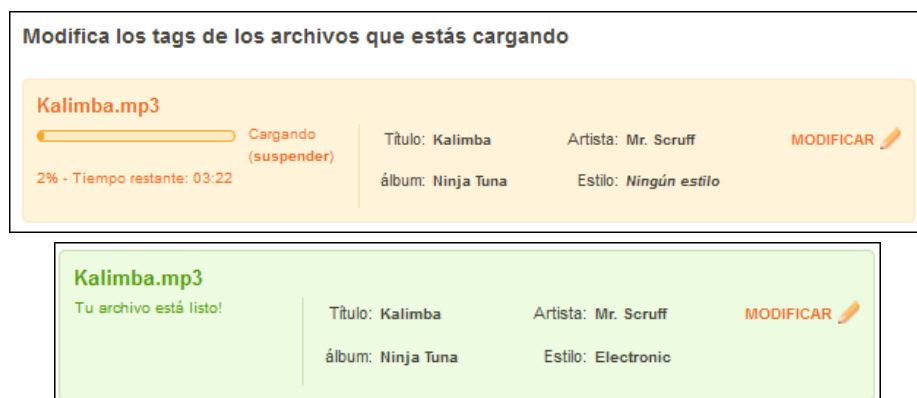 Modifica los tags de los archivos que estás cargando
Kalimba.mp3
Cargando
(suspender)
2% - Tiempo restante: 03:22
Título: Kalimba Artista: Mr. Scruff MODIFICAR
álbum: Ninja Tuna Estilo: Ningún estilo
Kalimba.mp3
Tu archivo está listo!
Título: Kalimba Artista: Mr. Scruff MODIFICAR
álbum: Ninja Tuna Estilo: Electronic